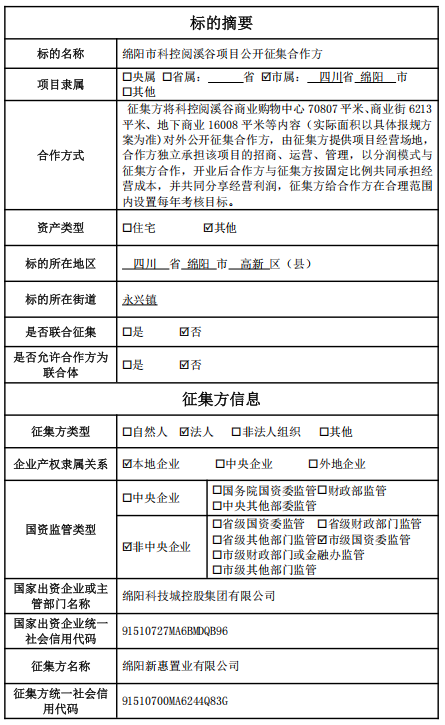 标的摘要
标的名称 绵阳市科控阅溪谷项目公开征集合作方
项目隶属 ☐央属 ☐省属: 省 ☑市属: 四川省 绵阳 市
☐其他
合作方式
征集方将科控阅溪谷商业购物中心 70807 平米、商业街 6213
平米、地下商业 16008 平米等内容（实际面积以具体报规方
案为准)对外公开征集合作方，由征集方提供项目经营场地，
合作方独立承担该项目的招商、运营、管理，以分润模式与
征集方合作，开业后合作方与征集方按固定比例共同承担经
营成本，并共同分享经营利润，征集方给合作方在合理范围
内设置每年考核目标。
资产类型 ☐住宅 ☑其他
标的所在地区 四川 省 绵阳 市 高新 区（县）
标的所在街道 永兴镇
是否联合征集 ☐是 ☑否
是否允许合作方为
联合体
☐是 ☑否
征集方信息
征集方类型 ☐自然人 ☑法人 ☐非法人组织 ☐其他
企业产权隶属关系 ☑本地企业 ☐中央企业 ☐外地企业
国资监管类型
☐中央企业
☐国务院国资委监管☐财政部监管
☐中央其他部委监管
☑非中央企业
☐省级国资委监管 ☐省级财政部门监管
☐省级其他部门监管☑市级国资委监管
☐市级财政部门或金融办监管
☐市级其他部门监管
国家出资企业或主
管部门名称
绵阳科技城控股集团有限公司
国家出资企业统一
社会信用代码
91510727MA6BMDQB96
征集方名称 绵阳新惠置业有限公司
征集方统一社会信
用代码
91510700MA6244Q83G